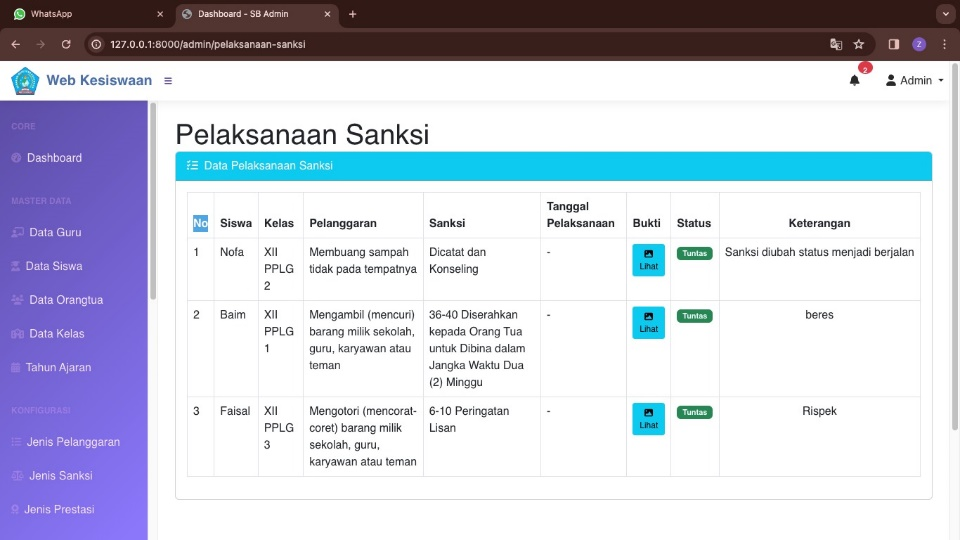 WhatsApp
Dashboard - SB Admin
127.0.0.1:8000/admin/pelaksanaan-sanksi
Z
Web Kesiswaan
2
Admin
CORE
Dashboard
MASTER DATA
Data Guru
Data Siswa
Data Orangtua
Data Kelas
Tahun Ajaran
KONFIGURASI
Jenis Pelanggaran
Jenis Sanksi
Jenis Prestasi
Pelaksanaan Sanksi
Data Pelaksanaan Sanksi
No Siswa Kelas Pelanggaran Sanksi Tanggal Pelaksanaan Bukti Status Keterangan
1 Nofa XII PPLG 2 Membuang sampah tidak pada tempatnya Dicatat dan Konseling - Lihat Tuntas Sanksi diubah status menjadi berjalan
2 Baim XII PPLG 1 Mengambil (mencuri) barang milik sekolah, guru, karyawan atau teman 36-40 Diserahkan kepada Orang Tua untuk Dibina dalam Jangka Waktu Dua (2) Minggu - Lihat Tuntas beres
3 Faisal XII PPLG 3 Mengotori (mencorat-coret) barang milik sekolah, guru, karyawan atau teman 6-10 Peringatan Lisan - Lihat Tuntas Rispek